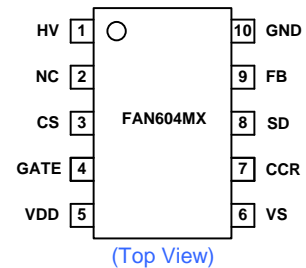 HV 1 10 GND
NC 2 9 FB
CS 3 FAN604MX 8 SD
GATE 4 7 CCR
VDD 5 6 VS
(Top View)